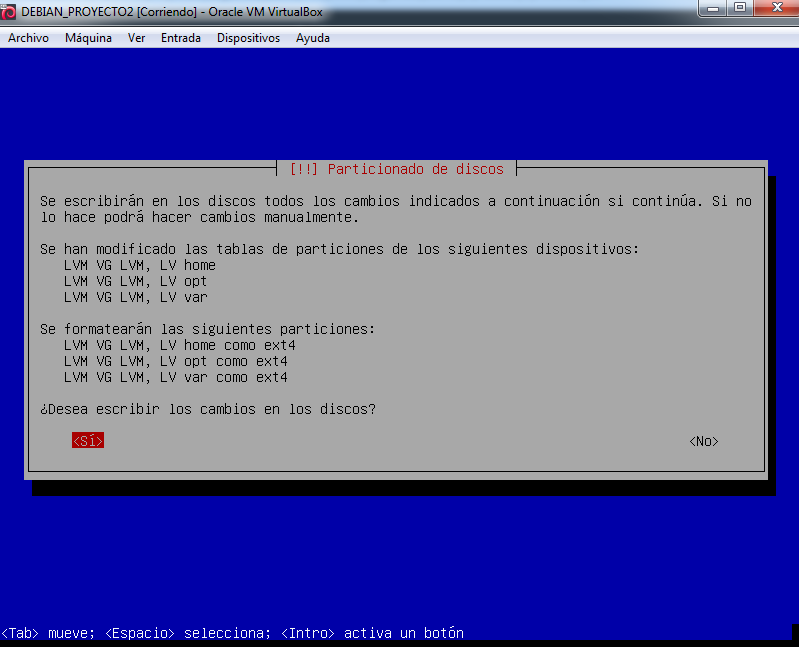 DEBIAN_PROYECTO2 [Corriendo] - Oracle VM VirtualBox
Archivo Máquina Ver Entrada Dispositivos Ayuda
[!!] Particionado de discos
Se escribirán en los discos todos los cambios indicados a continuación si continúa. Si no
lo hace podrá hacer cambios manualmente.
Se han modificado las tablas de particiones de los siguientes dispositivos:
LVM VG LVM, LV home
LVM VG LVM, LV opt
LVM VG LVM, LV var
Se formatearán las siguientes particiones:
LVM VG LVM, LV home como ext4
LVM VG LVM, LV opt como ext4
LVM VG LVM, LV var como ext4
¿Desea escribir los cambios en los discos?
<Sí> <No>
<Tab> mueve; <Espacio> selecciona; <Intro> activa un botón